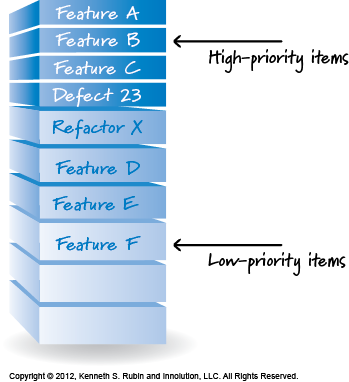 Feature A
Feature B
High-priority items
Feature C
Defect 23
Refactor X
Feature D
Feature E
Feature F
Low-priority items
Copyright © 2012, Kenneth S. Rubin and Innolution, LLC. All Rights Reserved.